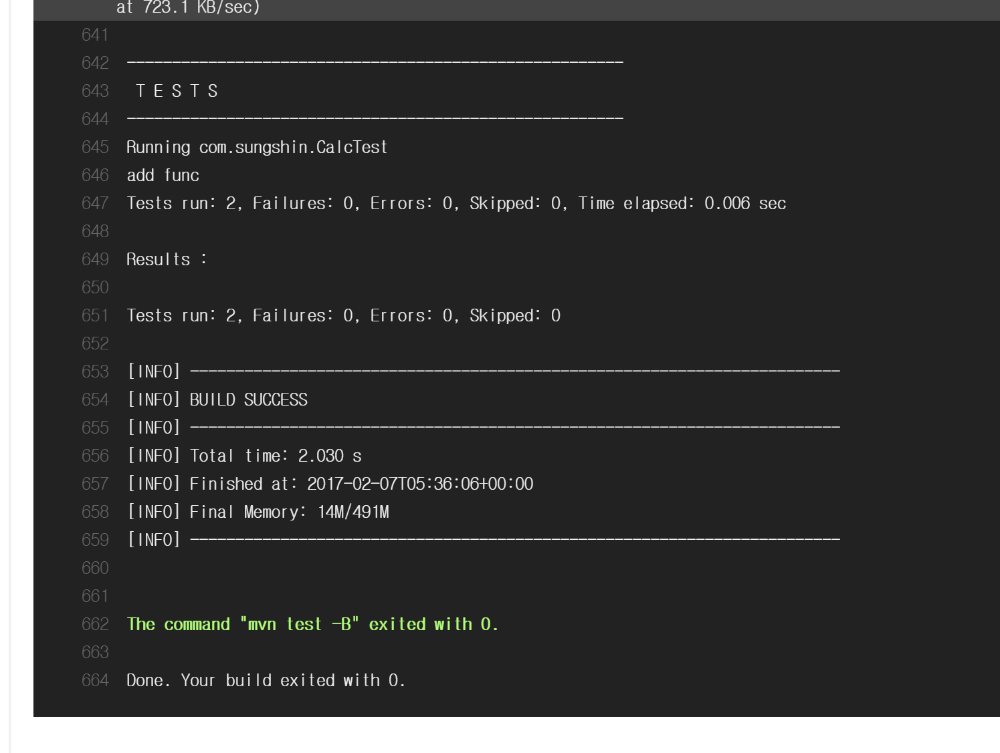 at 723.1 KB/sec)
641
642 -------------------------------------------------------
643 T E S T S
644 -------------------------------------------------------
645 Running com.sungshin.CalcTest
646 add func
647 Tests run: 2, Failures: 0, Errors: 0, Skipped: 0, Time elapsed: 0.006 sec
648
649 Results :
650
651 Tests run: 2, Failures: 0, Errors: 0, Skipped: 0
652
653 [INFO] ------------------------------------------------------------------------
654 [INFO] BUILD SUCCESS
655 [INFO] ------------------------------------------------------------------------
656 [INFO] Total time: 2.030 s
657 [INFO] Finished at: 2017-02-07T05:36:06+00:00
658 [INFO] Final Memory: 14M/491M
659 [INFO] ------------------------------------------------------------------------
660
661
662 The command "mvn test -B" exited with 0.
663
664 Done. Your build exited with 0.